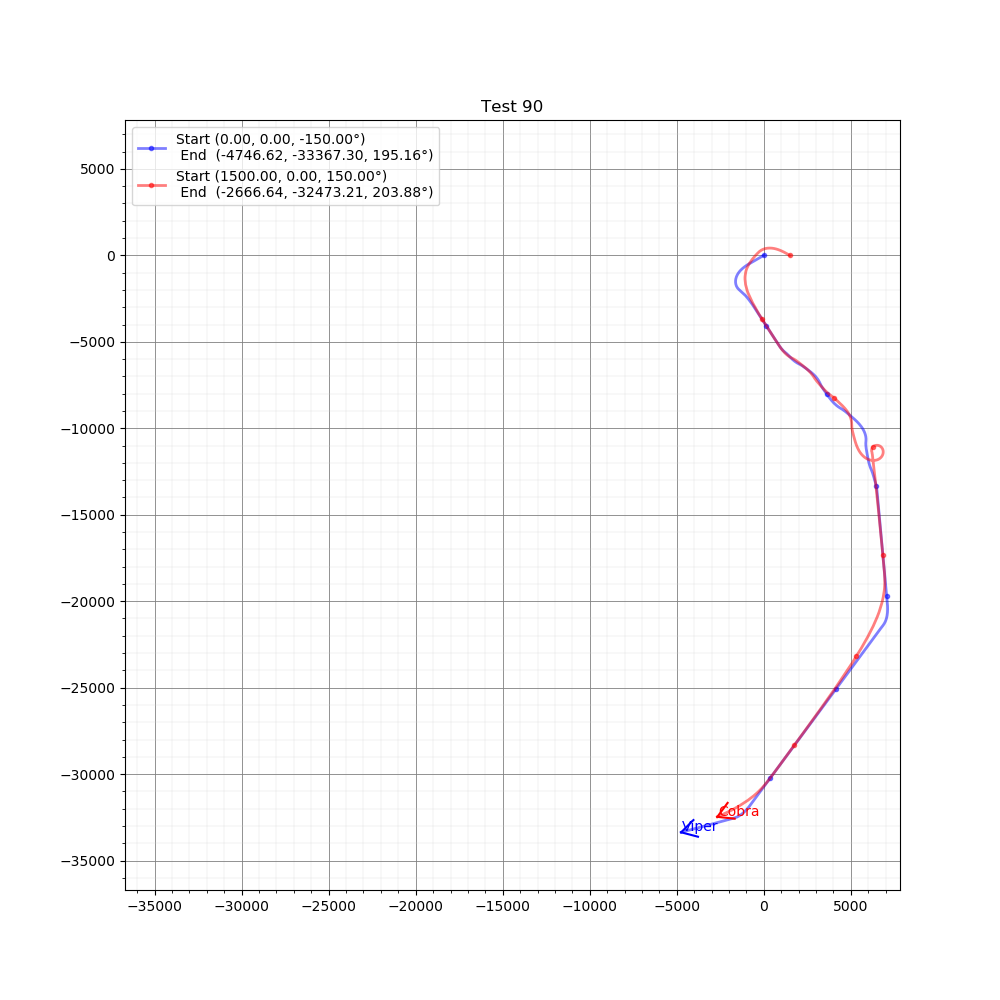 Test 90
Start (0.00, 0.00, -150.00°)
End  (-4746.62, -33367.30, 195.16°)
Start (1500.00, 0.00, 150.00°)
End  (-2666.64, -32473.21, 203.88°)
5000
0
−5000
−10000
−15000
−20000
−25000
−30000
−35000
Cobra
Viper
−35000 −30000 −25000 −20000 −15000 −10000 −5000 0 5000